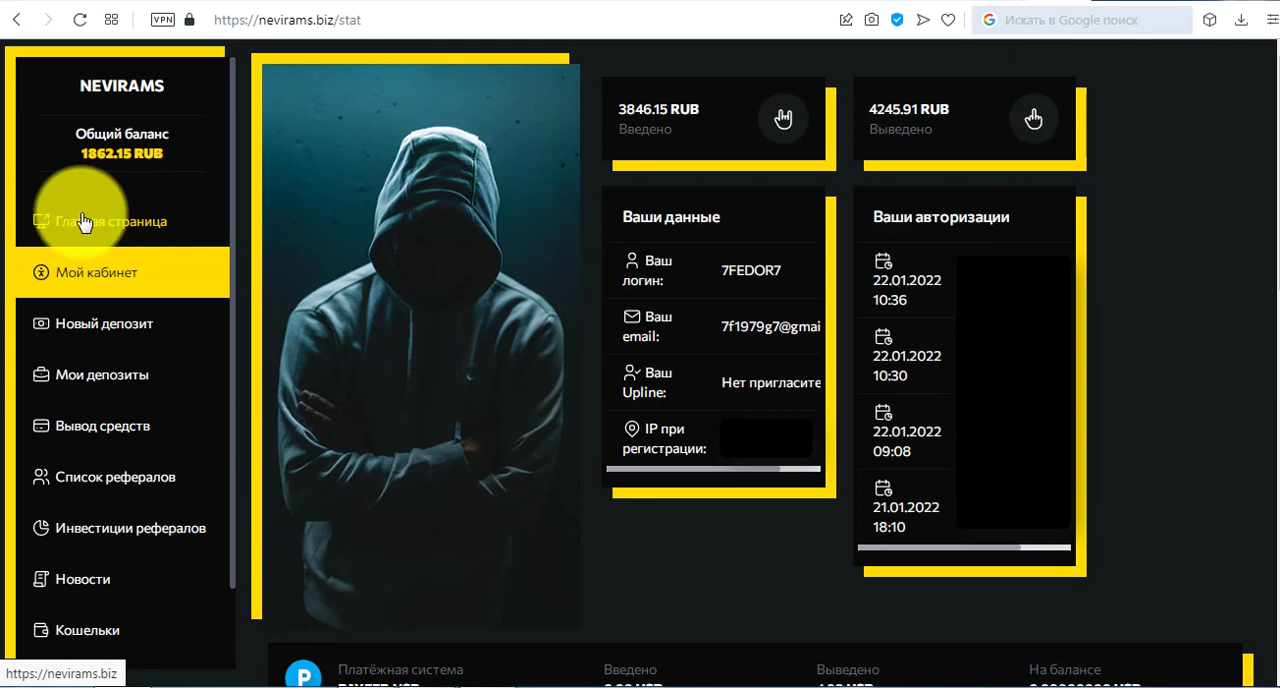 VPN
https://nevirams.biz/stat
Искать в Google поиск
NEVIRAMS
Общий баланс
1862.15 RUB
Главная страница
Мой кабинет
Новый депозит
Мои депозиты
Вывод средств
Список рефералов
Инвестиции рефералов
Новости
Кошельки
https://nevirams.biz
3846.15 RUB
Введено
4245.91 RUB
Выведено
Ваши данные
Ваш
логин:
7FEDOR7
Ваш
email:
7f1979g7@gmai
Ваш
Upline:
Нет пригласите
IP при
регистрации:
Ваши авторизации
22.01.2022
10:36
22.01.2022
10:30
22.01.2022
09:08
21.01.2022
18:10
Платёжная система
Введено
Выведено
На балансе